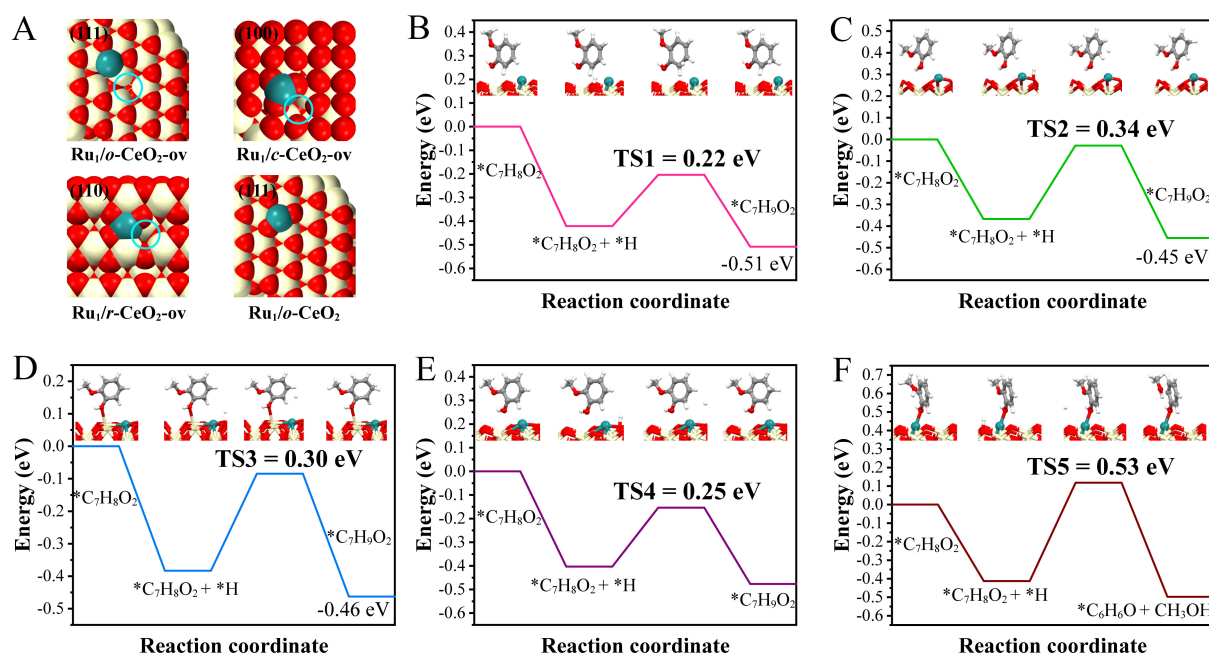 A
(111)
(100)
Ru₁/o-CeO₂-ov
Ru₁/c-CeO₂-ov
(110)
(111)
Ru₁/r-CeO₂-ov
Ru₁/o-CeO₂
B
0.4
0.3
0.2
0.1
0.0
-0.1
-0.2
-0.3
-0.4
-0.5
-0.6
Energy (eV)
TS1 = 0.22 eV
*C₇H₈O₂
*C₇H₉O₂
*C₇H₈O₂ + *H
-0.51 eV
Reaction coordinate
C
0.5
0.4
0.3
0.2
0.1
0.0
-0.1
-0.2
-0.3
-0.4
-0.5
-0.6
Energy (eV)
TS2 = 0.34 eV
*C₇H₈O₂
*C₇H₉O₂
*C₇H₈O₂ + *H
-0.45 eV
Reaction coordinate
D
0.2
0.1
0.0
-0.1
-0.2
-0.3
-0.4
-0.5
Energy (eV)
TS3 = 0.30 eV
*C₇H₈O₂
*C₇H₉O₂
*C₇H₈O₂ + *H
-0.46 eV
Reaction coordinate
E
0.4
0.3
0.2
0.1
0.0
-0.1
-0.2
-0.3
-0.4
-0.5
-0.6
Energy (eV)
TS4 = 0.25 eV
*C₇H₈O₂
*C₇H₈O₂ + *H
*C₇H₉O₂
Reaction coordinate
F
0.7
0.6
0.5
0.4
0.3
0.2
0.1
0.0
-0.1
-0.2
-0.3
-0.4
-0.5
-0.6
Energy (eV)
TS5 = 0.53 eV
*C₇H₈O₂
*C₇H₈O₂ + *H
*C₆H₆O + CH₃OH
Reaction coordinate